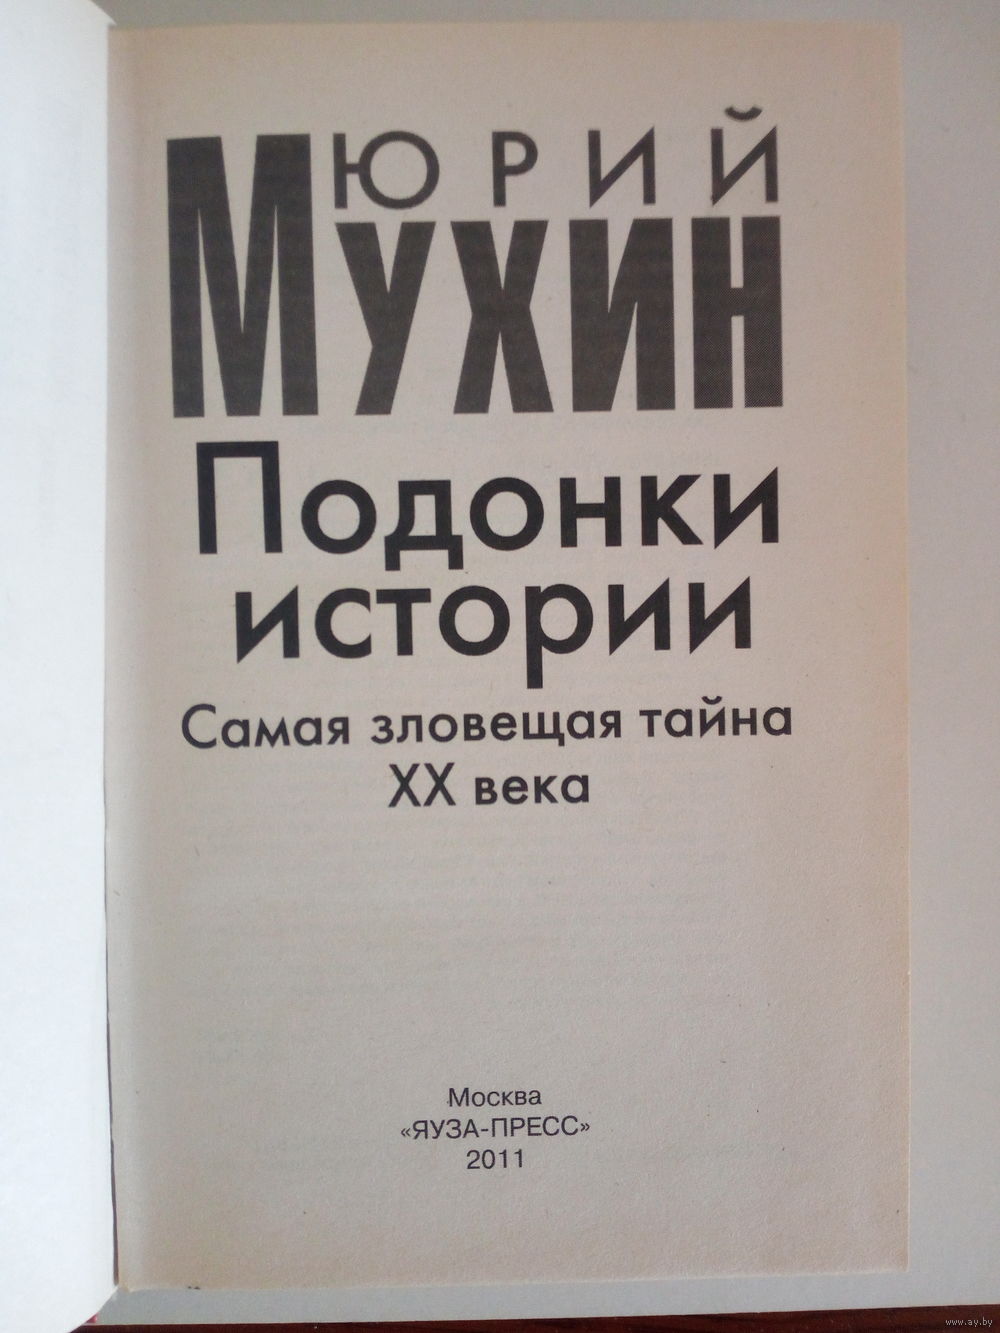 ЮРИЙ
МУХИН
Подонки
истории
Самая зловещая тайна
XX века
Москва
«ЯУЗА-ПРЕСС»
2011
www.ay.by